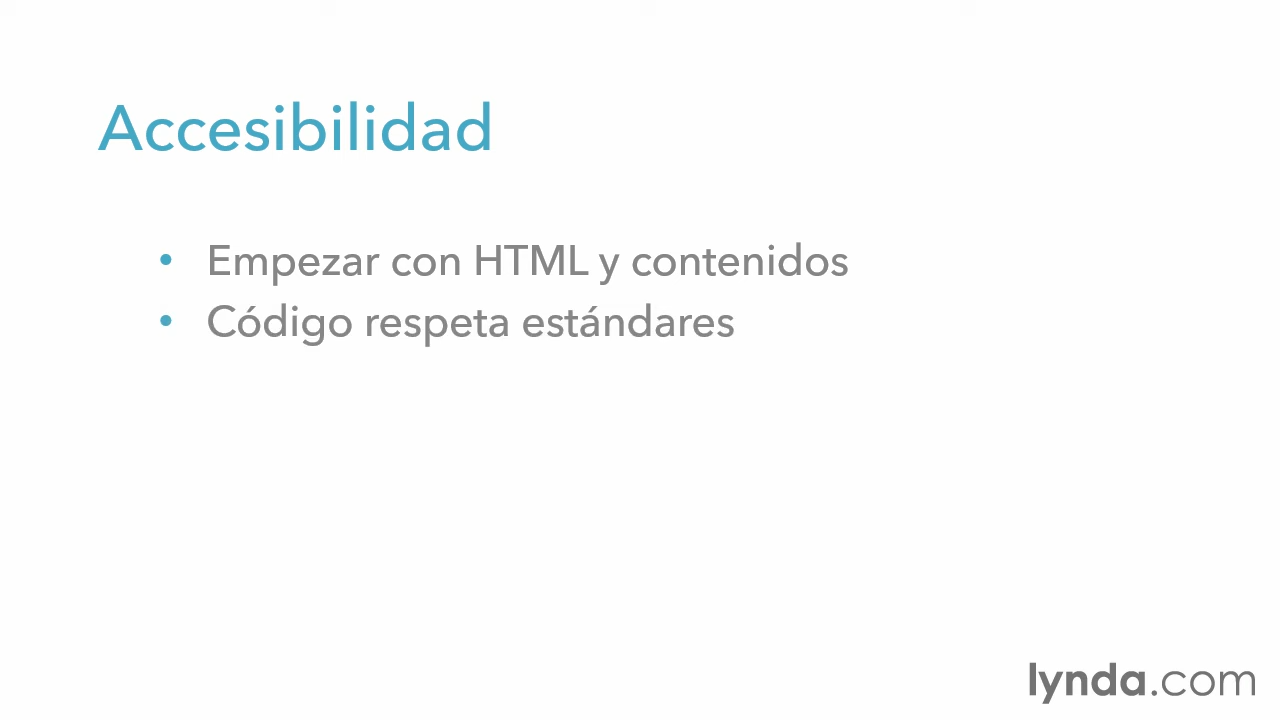 Accesibilidad
• Empezar con HTML y contenidos
• Código respeta estándares
lynda.com